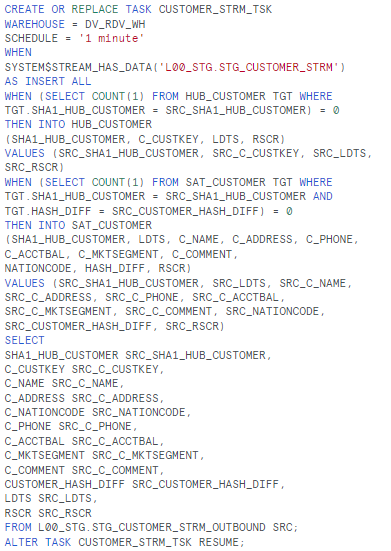 CREATE OR REPLACE TASK CUSTOMER_STRM_TSK
WAREHOUSE = DV_RDV_WH
SCHEDULE = '1 minute'
WHEN
SYSTEM$STREAM_HAS_DATA('L00_STG.STG_CUSTOMER_STRM')
AS INSERT ALL
WHEN (SELECT COUNT(1) FROM HUB_CUSTOMER TGT WHERE
TGT.SHA1_HUB_CUSTOMER = SRC_SHA1_HUB_CUSTOMER) = 0
THEN INTO HUB_CUSTOMER
(SHA1_HUB_CUSTOMER, C_CUSTKEY, LDTS, RSCR)
VALUES (SRC_SHA1_HUB_CUSTOMER, SRC_C_CUSTKEY, SRC_LDTS,
SRC_RSCR)
WHEN (SELECT COUNT(1) FROM SAT_CUSTOMER TGT WHERE
TGT.SHA1_HUB_CUSTOMER = SRC_SHA1_HUB_CUSTOMER AND
TGT.HASH_DIFF = SRC_CUSTOMER_HASH_DIFF) = 0
THEN INTO SAT_CUSTOMER
(SHA1_HUB_CUSTOMER, LDTS, C_NAME, C_ADDRESS, C_PHONE,
C_ACCTBAL, C_MKTSEGMENT, C_COMMENT,
NATIONCODE, HASH_DIFF, RSCR)
VALUES (SRC_SHA1_HUB_CUSTOMER, SRC_LDTS, SRC_C_NAME,
SRC_C_ADDRESS, SRC_C_PHONE, SRC_C_ACCTBAL,
SRC_C_MKTSEGMENT, SRC_C_COMMENT, SRC_NATIONCODE,
SRC_CUSTOMER_HASH_DIFF, SRC_RSCR)
SELECT
SHA1_HUB_CUSTOMER SRC_SHA1_HUB_CUSTOMER,
C_CUSTKEY SRC_C_CUSTKEY,
C_NAME SRC_C_NAME,
C_ADDRESS SRC_C_ADDRESS,
C_NATIONCODE SRC_NATIONCODE,
C_PHONE SRC_C_PHONE,
C_ACCTBAL SRC_C_ACCTBAL,
C_MKTSEGMENT SRC_C_MKTSEGMENT,
C_COMMENT SRC_C_COMMENT,
CUSTOMER_HASH_DIFF SRC_CUSTOMER_HASH_DIFF,
LDTS SRC_LDTS,
RSCR SRC_RSCR
FROM L00_STG.STG_CUSTOMER_STRM_OUTBOUND SRC;
ALTER TASK CUSTOMER_STRM_TSK RESUME;